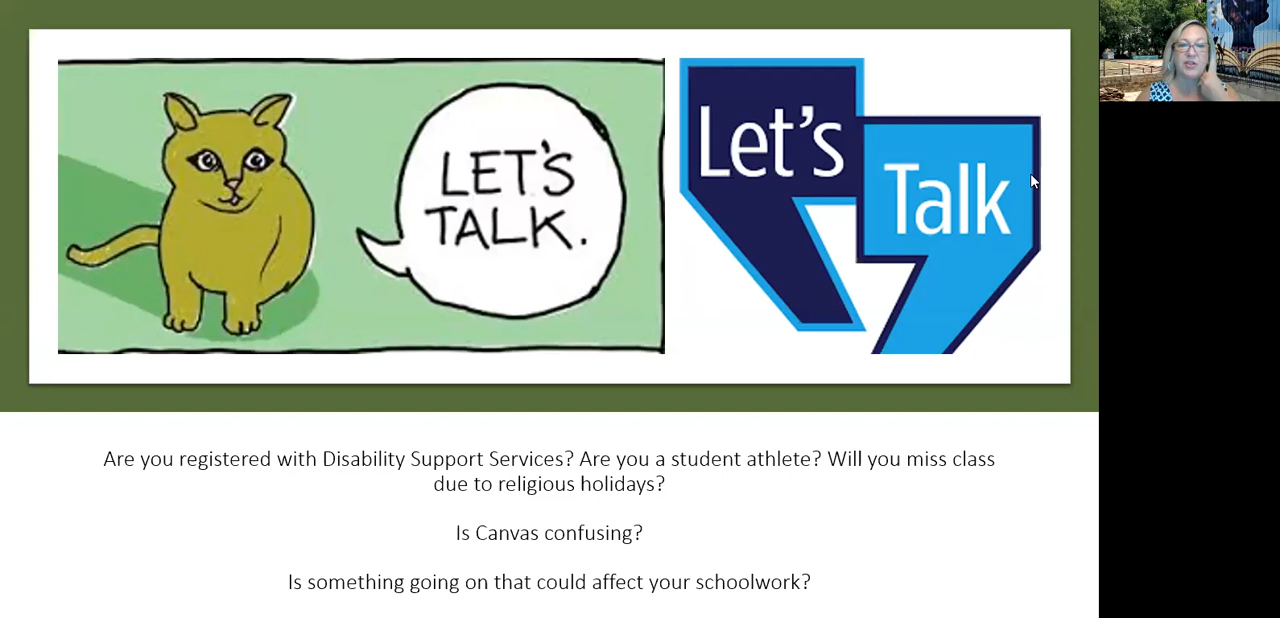 LET'S
TALK.
Let's
Talk
Are you registered with Disability Support Services? Are you a student athlete? Will you miss class
due to religious holidays?
Is Canvas confusing?
Is something going on that could affect your schoolwork?